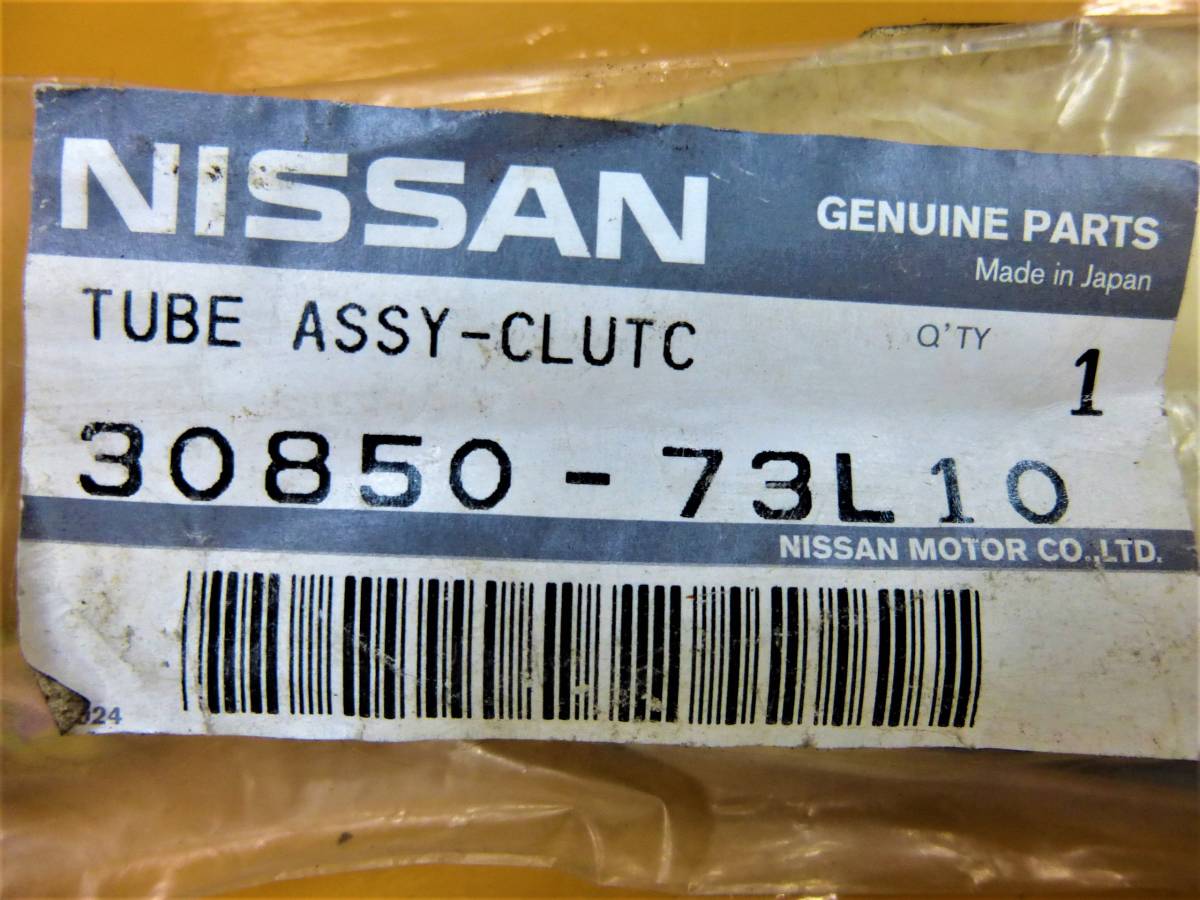 NISSAN
GENUINE PARTS
Made in Japan
TUBE ASSY-CLUTC
Q'TY 1
30850-73L10
NISSAN MOTOR CO.,LTD.